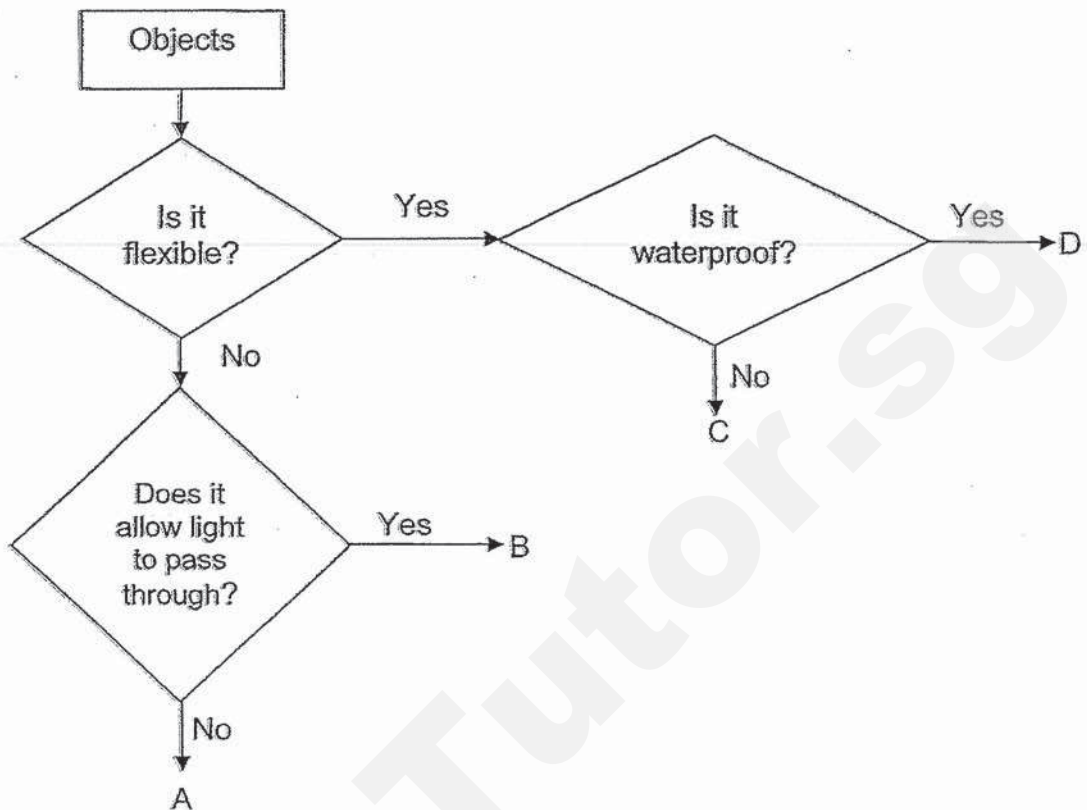 Objects
Is it
flexible?
Yes
Is it
waterproof?
Yes
D
No
No
C
Does it
allow light
to pass
through?
Yes
B
No
A
Tutor.sg